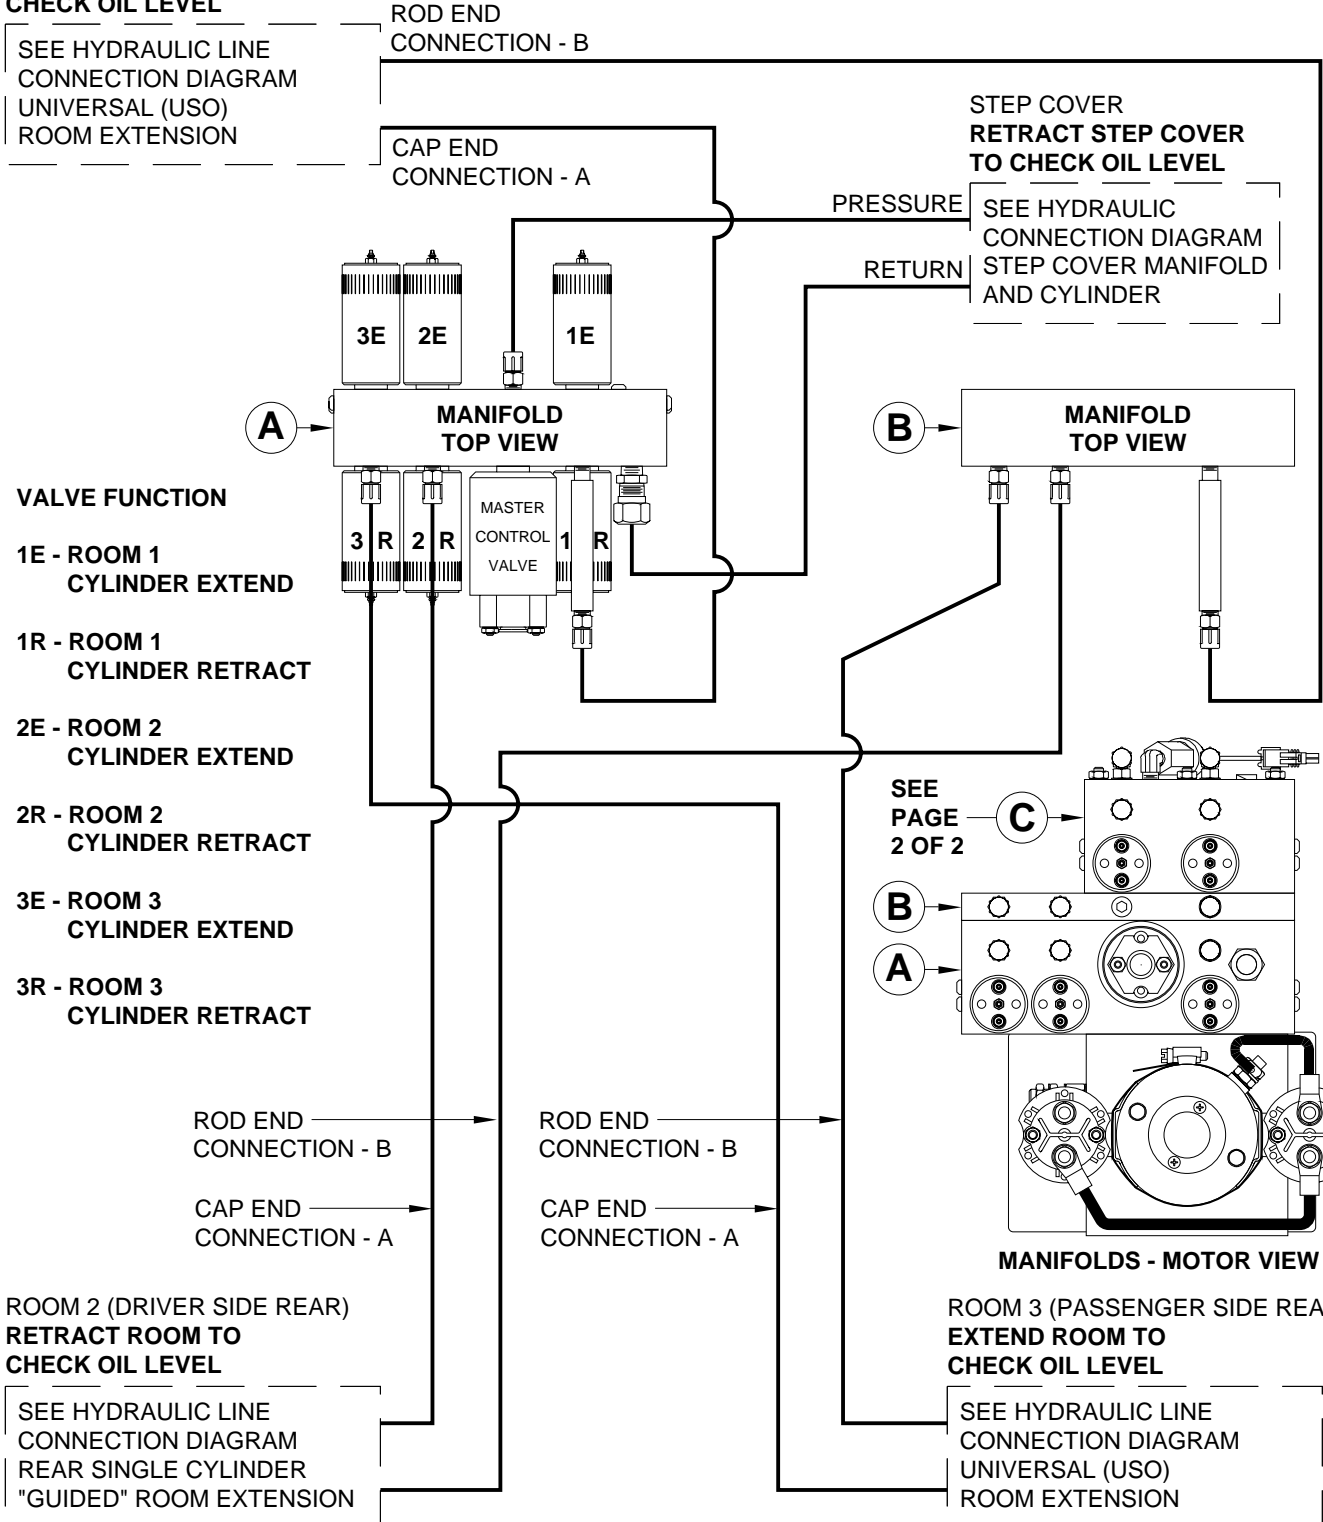 CHECK OIL LEVEL
SEE HYDRAULIC LINE
CONNECTION DIAGRAM
UNIVERSAL (USO)
ROOM EXTENSION
ROD END
CONNECTION - B
CAP END
CONNECTION - A
STEP COVER
RETRACT STEP COVER
TO CHECK OIL LEVEL
PRESSURE
RETURN
SEE HYDRAULIC
CONNECTION DIAGRAM
STEP COVER MANIFOLD
AND CYLINDER
3E
2E
1E
A
MANIFOLD
TOP VIEW
B
MANIFOLD
TOP VIEW
3 R
2 R
MASTER
CONTROL
VALVE
1 R
VALVE FUNCTION
1E - ROOM 1
CYLINDER EXTEND
1R - ROOM 1
CYLINDER RETRACT
2E - ROOM 2
CYLINDER EXTEND
2R - ROOM 2
CYLINDER RETRACT
3E - ROOM 3
CYLINDER EXTEND
3R - ROOM 3
CYLINDER RETRACT
SEE
PAGE
2 OF 2
C
B
A
MANIFOLDS - MOTOR VIEW
ROD END
CONNECTION - B
CAP END
CONNECTION - A
ROD END
CONNECTION - B
CAP END
CONNECTION - A
ROOM 2 (DRIVER SIDE REAR)
RETRACT ROOM TO
CHECK OIL LEVEL
SEE HYDRAULIC LINE
CONNECTION DIAGRAM
REAR SINGLE CYLINDER
"GUIDED" ROOM EXTENSION
ROOM 3 (PASSENGER SIDE REA
EXTEND ROOM TO
CHECK OIL LEVEL
SEE HYDRAULIC LINE
CONNECTION DIAGRAM
UNIVERSAL (USO)
ROOM EXTENSION